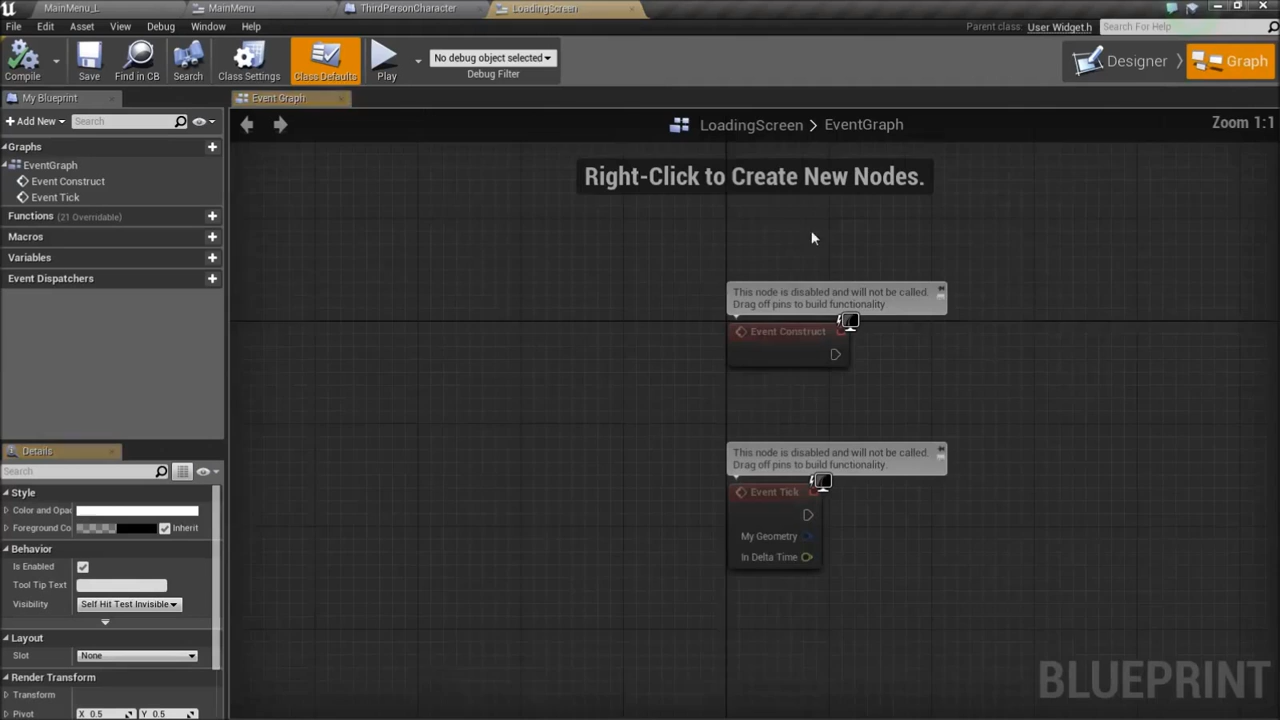 MainMenu_L
MainMenu
ThirdPersonCharacter
LoadingScreen
File Edit Asset View Debug Window Help
Parent class: User Widget.h
Search For Help
Compile
Save
Find in CB
Search
Class Settings
Class Defaults
Play
No debug object selected
Debug Filter
Designer
Graph
My Blueprint
Event Graph
Add New
Search
LoadingScreen > EventGraph
Zoom 1:1
Graphs
EventGraph
Event Construct
Event Tick
Functions (21 Overridable)
Macros
Variables
Event Dispatchers
Right-Click to Create New Nodes.
This node is disabled and will not be called.
Drag off pins to build functionality
Event Construct
This node is disabled and will not be called.
Drag off pins to build functionality.
Event Tick
My Geometry
In Delta Time
Details
Search
Style
Color and Opac
Foreground Co
Inherit
Behavior
Is Enabled
Tool Tip Text
Visibility
Self Hit Test Invisible
Layout
Slot
None
Render Transform
Transform
Pivot X 0.5 Y 0.5
BLUEPRINT